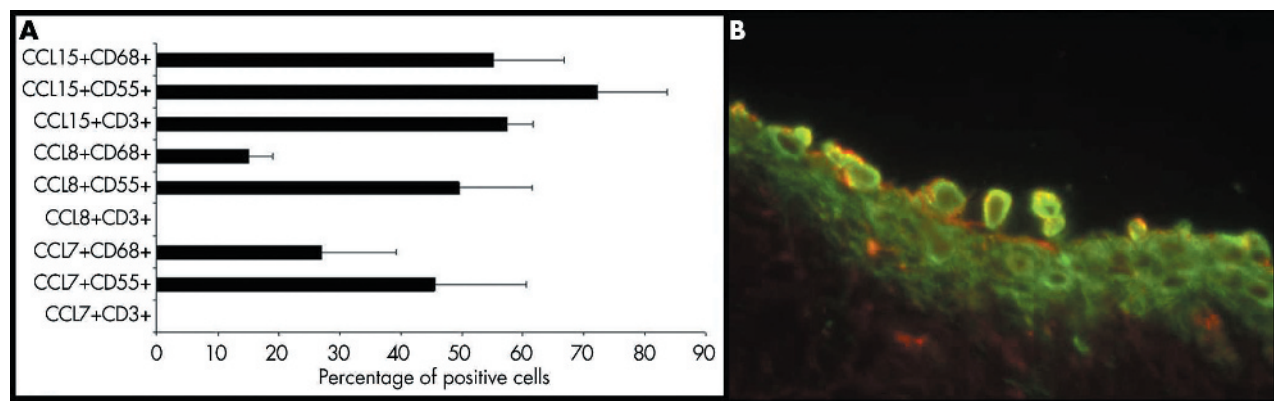 A
CCL15+CD68+
CCL15+CD55+
CCL15+CD3+
CCL8+CD68+
CCL8+CD55+
CCL8+CD3+
CCL7+CD68+
CCL7+CD55+
CCL7+CD3+
0 10 20 30 40 50 60 70 80 90
Percentage of positive cells
B